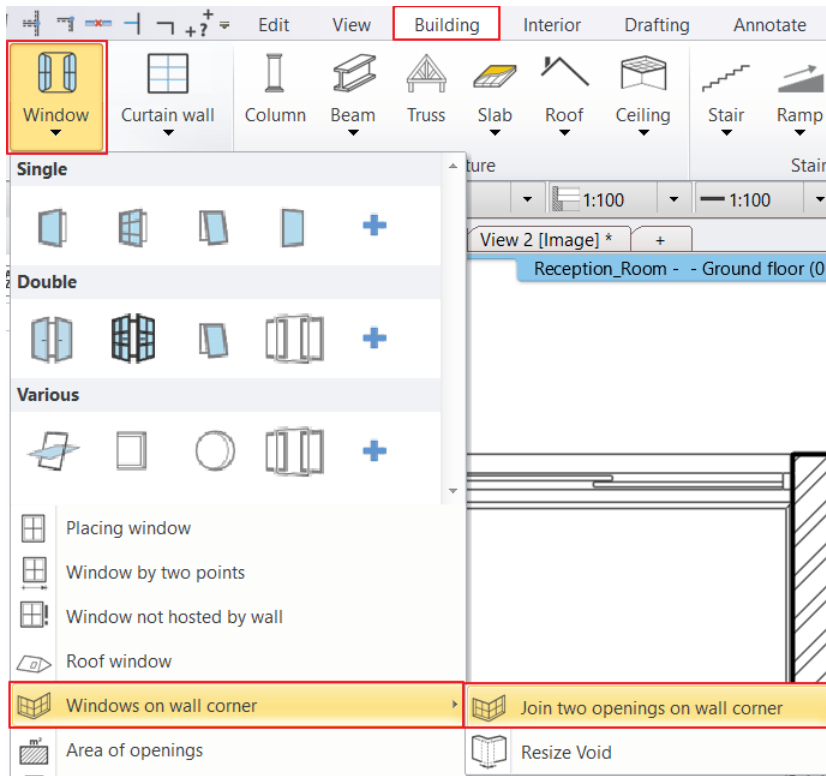 Edit View Building Interior Drafting Annotate
Window Curtain wall Column Beam Truss Slab Roof Ceiling Stair Ramp
ture Stair
Single
1:100 1:100
View 2 [Image] * +
Reception_Room - - Ground floor (0
Double
Various
Placing window
Window by two points
Window not hosted by wall
Roof window
Windows on wall corner
Join two openings on wall corner
m² Area of openings
Resize Void